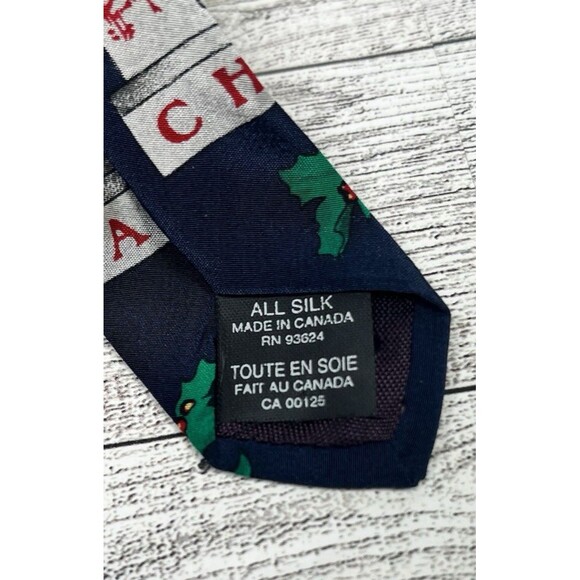 C H
A
ALL SILK
MADE IN CANADA
RN 93624
TOUTE EN SOIE
FAIT AU CANADA
CA 00125